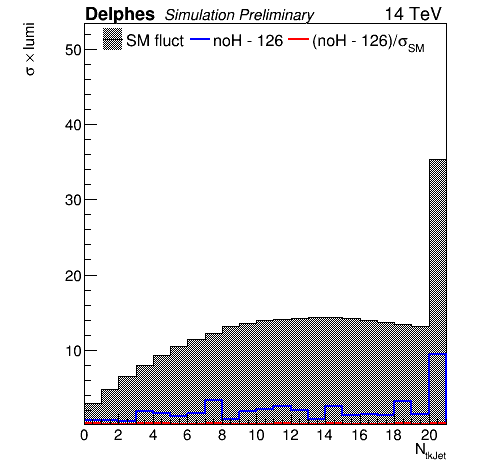 Delphes Simulation Preliminary 14 TeV
σ × lumi
SM fluct noH - 126 (noH - 126)/σSM
50
40
30
20
10
0 2 4 6 8 10 12 14 16 18 20
NtkJet